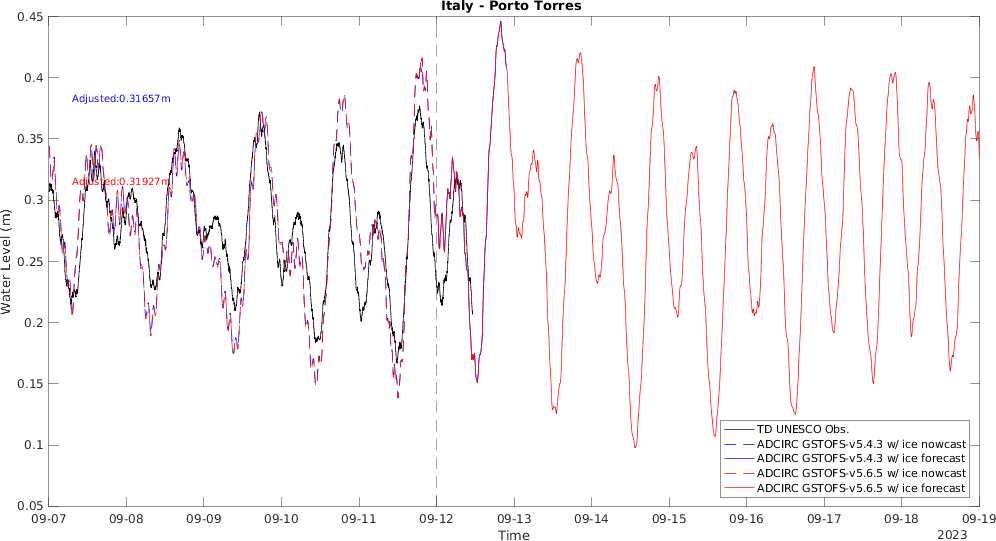 Italy - Porto Torres
0.45
0.4
0.35
0.3
0.25
0.2
0.15
0.1
0.05
Water Level (m)
Adjusted:0.31657m
Adjusted:0.31927m
TD UNESCO Obs.
ADCIRC GSTOFS-v5.4.3 w/ ice nowcast
ADCIRC GSTOFS-v5.4.3 w/ ice forecast
ADCIRC GSTOFS-v5.6.5 w/ ice nowcast
ADCIRC GSTOFS-v5.6.5 w/ ice forecast
09-07 09-08 09-09 09-10 09-11 09-12 09-13 09-14 09-15 09-16 09-17 09-18 09-19
Time
2023